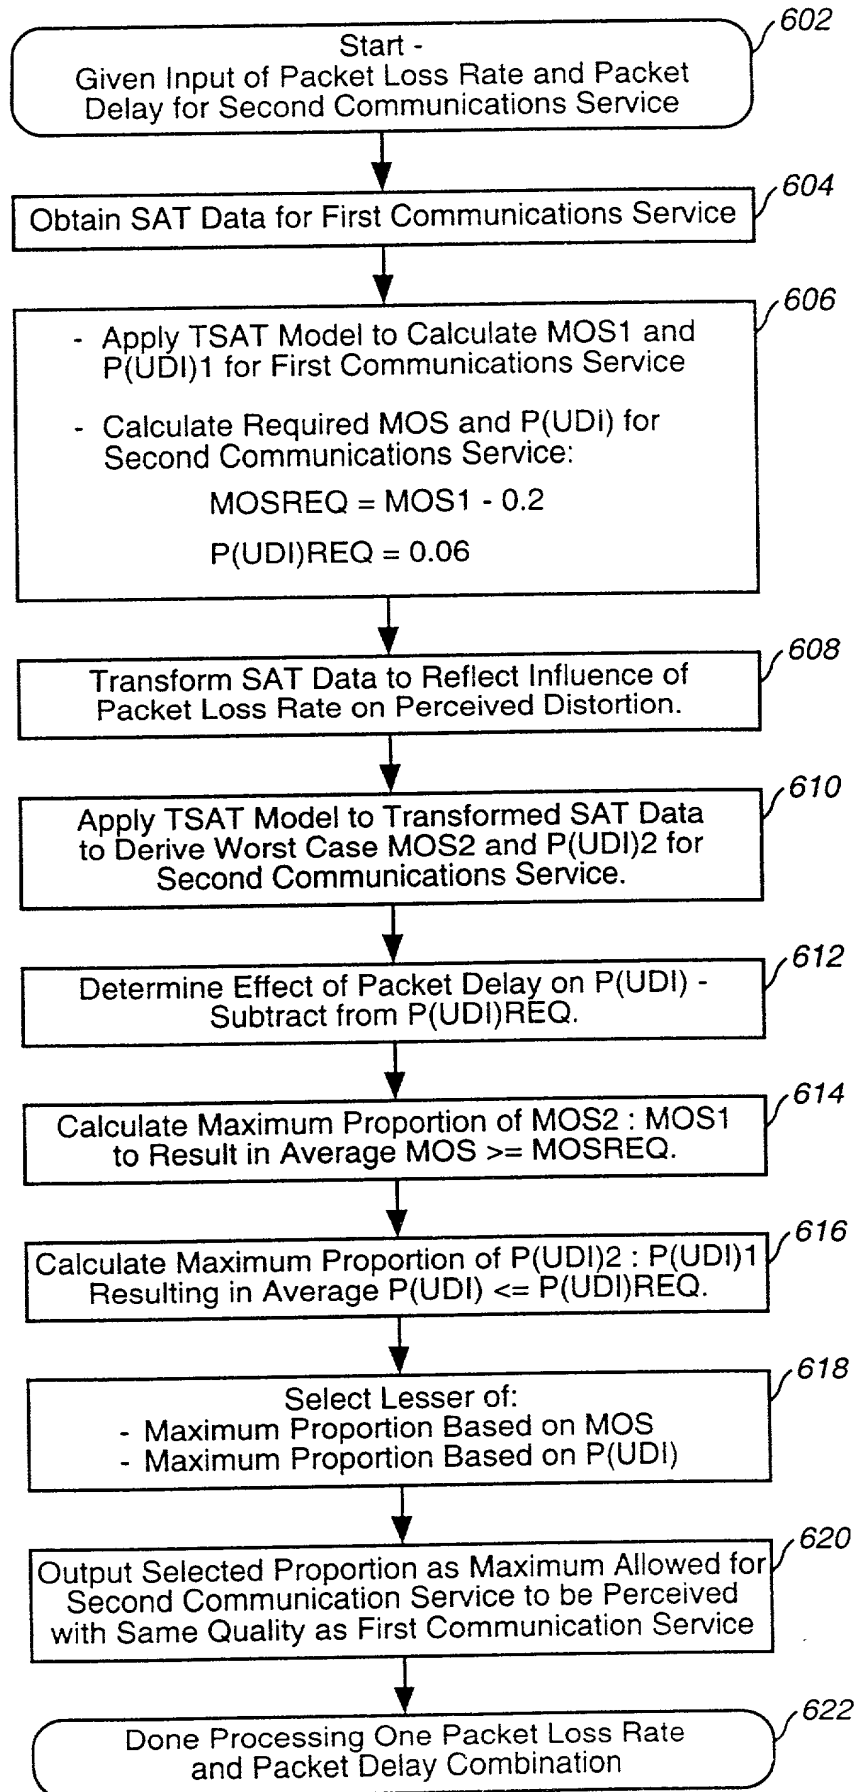 602
Start -
Given Input of Packet Loss Rate and Packet
Delay for Second Communications Service
604
Obtain SAT Data for First Communications Service
606
- Apply TSAT Model to Calculate MOS1 and
P(UDI)1 for First Communications Service
- Calculate Required MOS and P(UDi) for
Second Communications Service:
MOSREQ = MOS1 - 0.2
P(UDI)REQ = 0.06
608
Transform SAT Data to Reflect Influence of
Packet Loss Rate on Perceived Distortion.
610
Apply TSAT Model to Transformed SAT Data
to Derive Worst Case MOS2 and P(UDI)2 for
Second Communications Service.
612
Determine Effect of Packet Delay on P(UDI) -
Subtract from P(UDI)REQ.
614
Calculate Maximum Proportion of MOS2 : MOS1
to Result in Average MOS >= MOSREQ.
616
Calculate Maximum Proportion of P(UDI)2 : P(UDI)1
Resulting in Average P(UDI) <= P(UDI)REQ.
618
Select Lesser of:
- Maximum Proportion Based on MOS
- Maximum Proportion Based on P(UDI)
620
Output Selected Proportion as Maximum Allowed for
Second Communication Service to be Perceived
with Same Quality as First Communication Service
622
Done Processing One Packet Loss Rate
and Packet Delay Combination